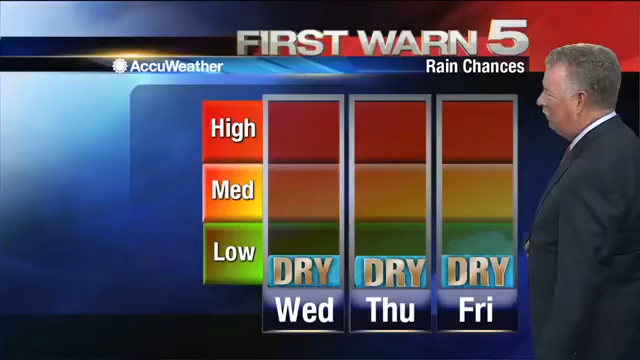 FIRST WARN 5
AccuWeather
Rain Chances
High
Med
Low
DRY DRY DRY
Wed Thu Fri